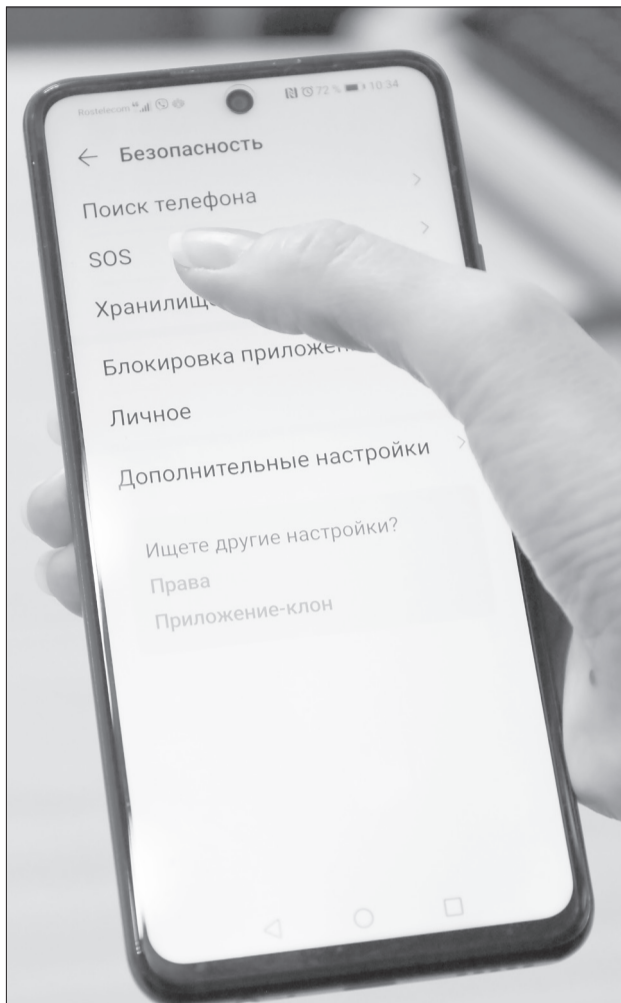 Rostelecom 72 % 10:34
Безопасность
Поиск телефона
SOS
Хранилищ
Блокировка приложен
Личное
Дополнительные настройки
Ищете другие настройки?
Права
Приложение-клон